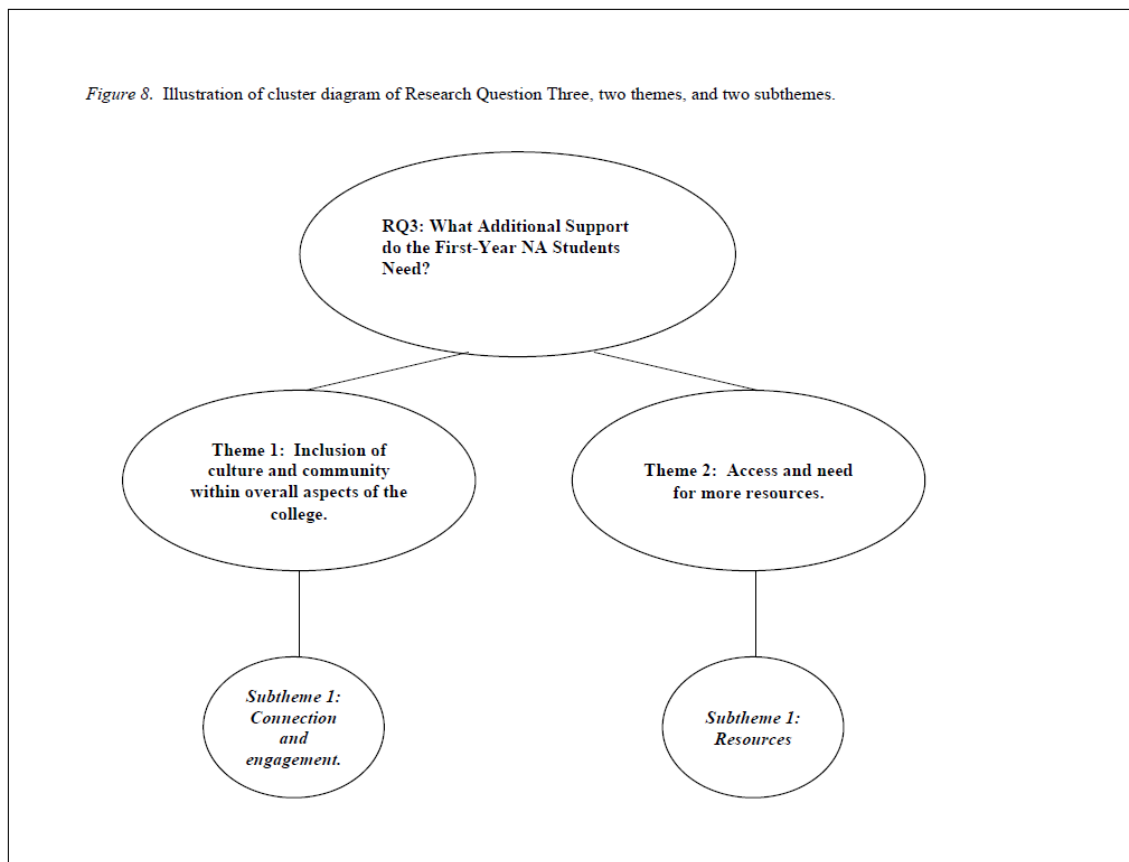 Figure 8. Illustration of cluster diagram of Research Question Three, two themes, and two subthemes.
RQ3: What Additional Support
do the First-Year NA Students
Need?
Theme 1: Inclusion of
culture and community
within overall aspects of the
college.
Theme 2: Access and need
for more resources.
Subtheme 1:
Connection
and
engagement.
Subtheme 1:
Resources